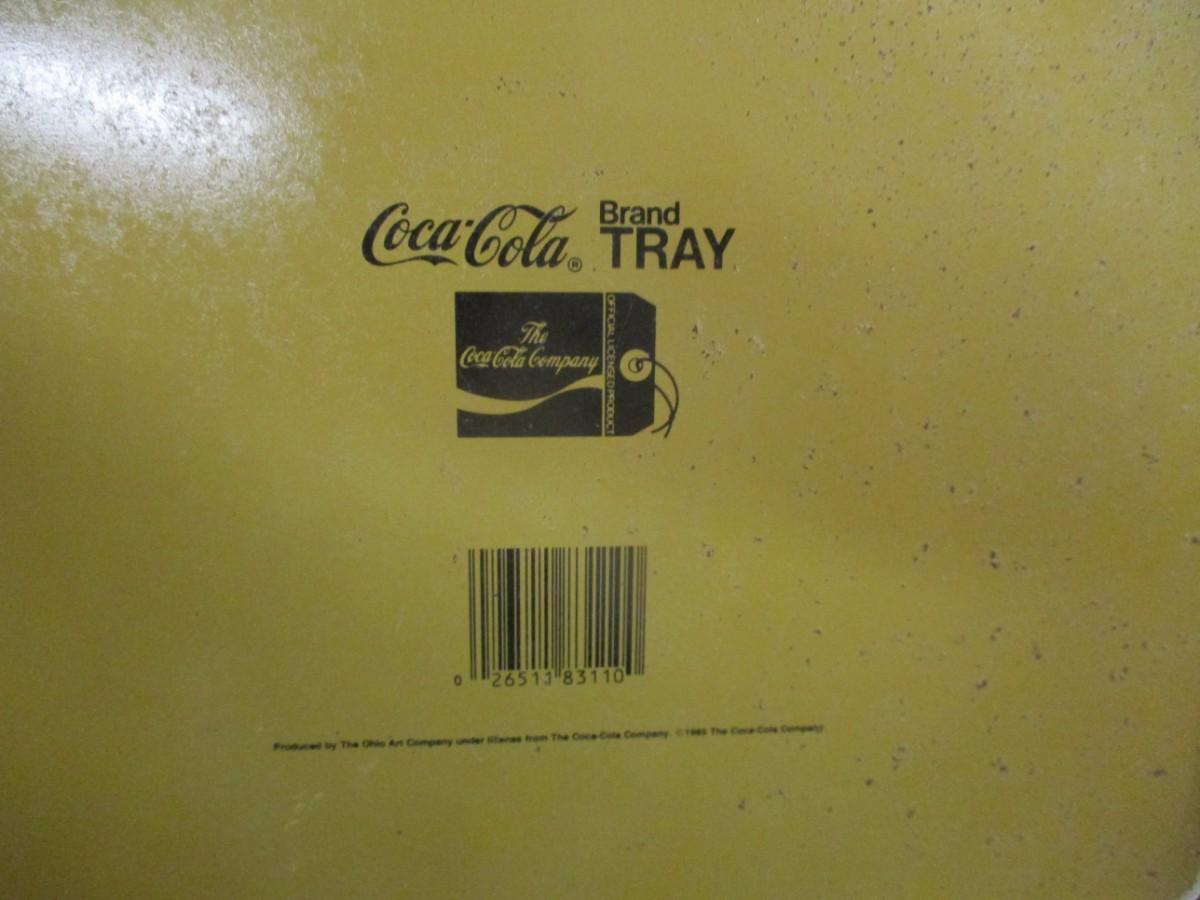 Coca-Cola® Brand TRAY
The
Coca-Cola Company
OFFICIAL LICENSED PRODUCT
0 26511 83110
Produced by The Ohio Art Company under license from The Coca-Cola Company. ©1985 The Coca-Cola Company